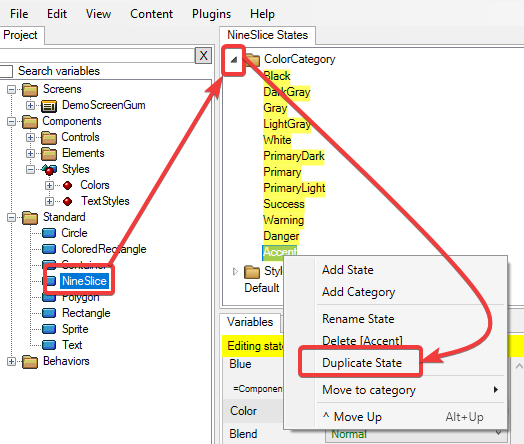 File Edit View Content Plugins Help
Project
X
Search variables
Screens
DemoScreenGum
Components
Controls
Elements
Styles
Colors
TextStyles
Standard
Circle
ColoredRectangle
Container
NineSlice
Polygon
Rectangle
Sprite
Text
Behaviors
NineSlice States
ColorCategory
Black
DarkGray
Gray
LightGray
White
PrimaryDark
Primary
PrimaryLight
Success
Warning
Danger
Accent
Style
Default
Add State
Add Category
Rename State
Delete [Accent]
Duplicate State
Move to category
^ Move Up Alt+Up
Variables
Editing state
Blue
=Component
Color
Blend Normal